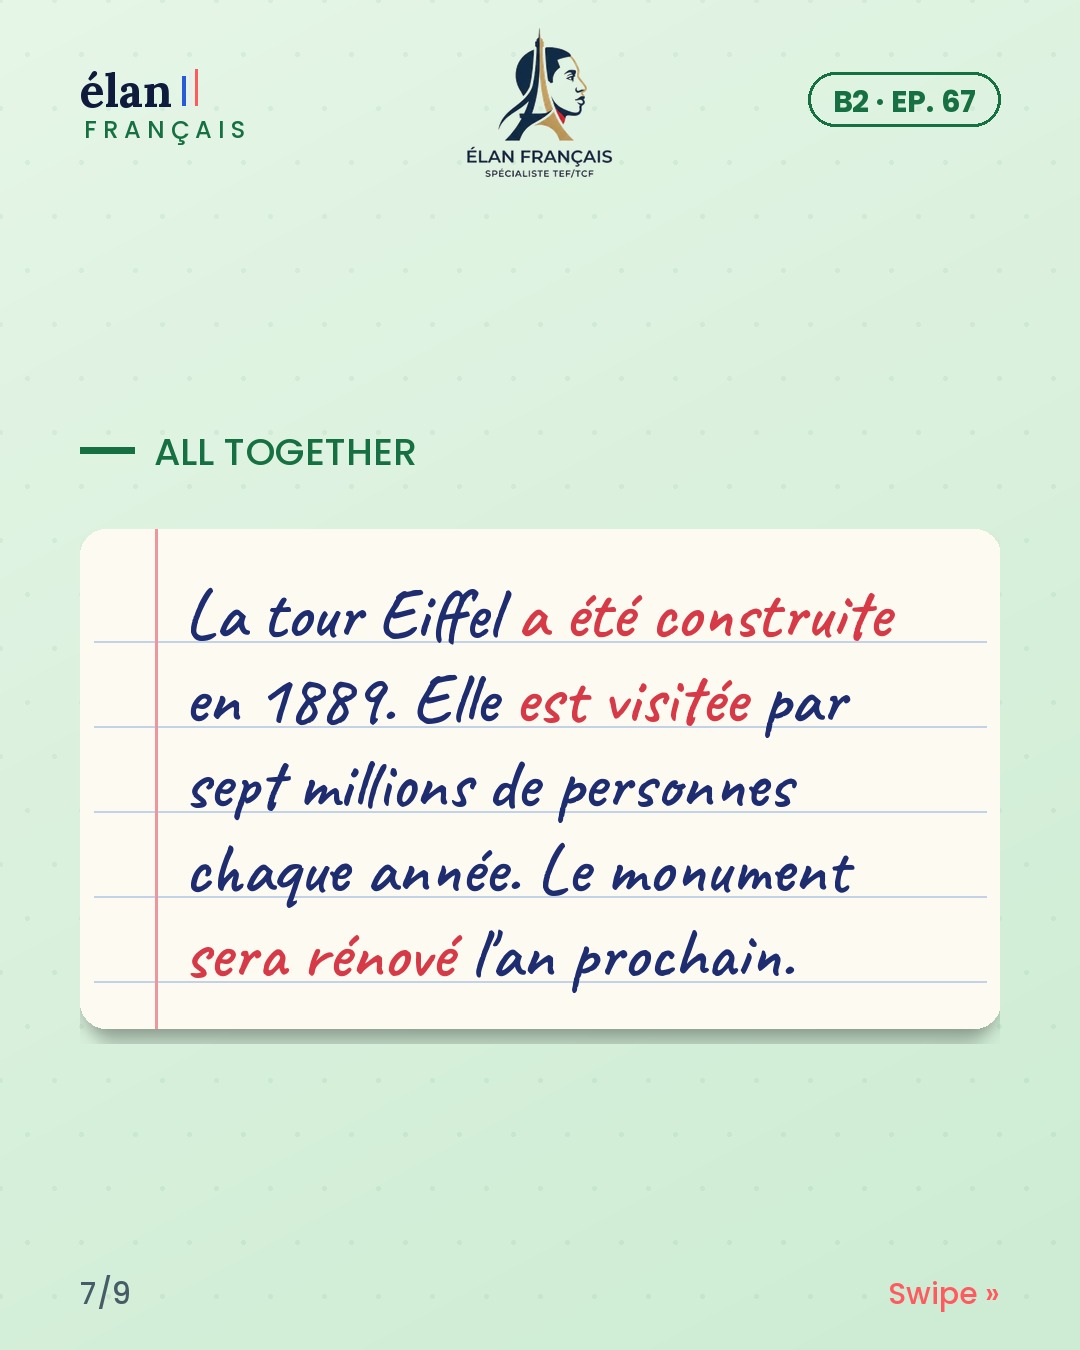 élan
FRANÇAIS
ÉLAN FRANÇAIS
SPÉCIALISTE TEF/TCF
B2 · EP. 67
ALL TOGETHER
La tour Eiffel a été construite
en 1889. Elle est visitée par
sept millions de personnes
chaque année. Le monument
sera rénové l'an prochain.
7/9
Swipe »